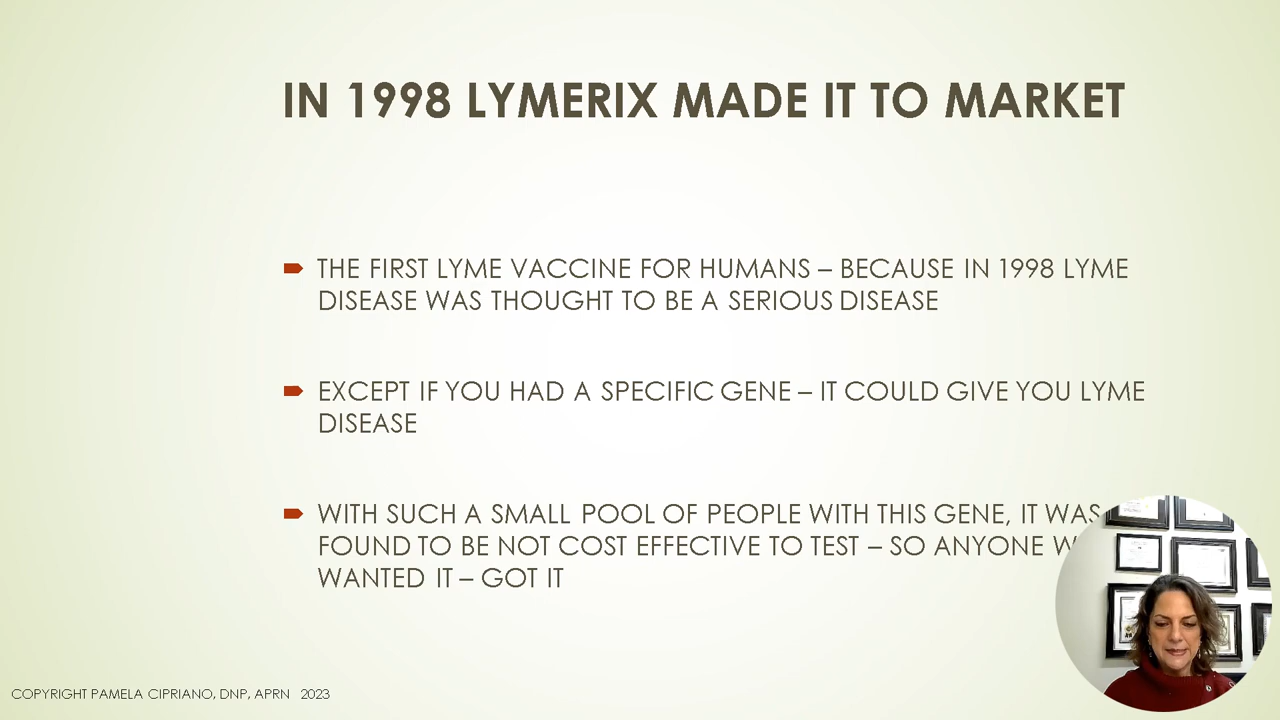 IN 1998 LYMERIX MADE IT TO MARKET
THE FIRST LYME VACCINE FOR HUMANS – BECAUSE IN 1998 LYME
DISEASE WAS THOUGHT TO BE A SERIOUS DISEASE
EXCEPT IF YOU HAD A SPECIFIC GENE – IT COULD GIVE YOU LYME
DISEASE
WITH SUCH A SMALL POOL OF PEOPLE WITH THIS GENE, IT WAS
FOUND TO BE NOT COST EFFECTIVE TO TEST – SO ANYONE
WANTED IT – GOT IT
COPYRIGHT PAMELA CIPRIANO, DNP, APRN 2023